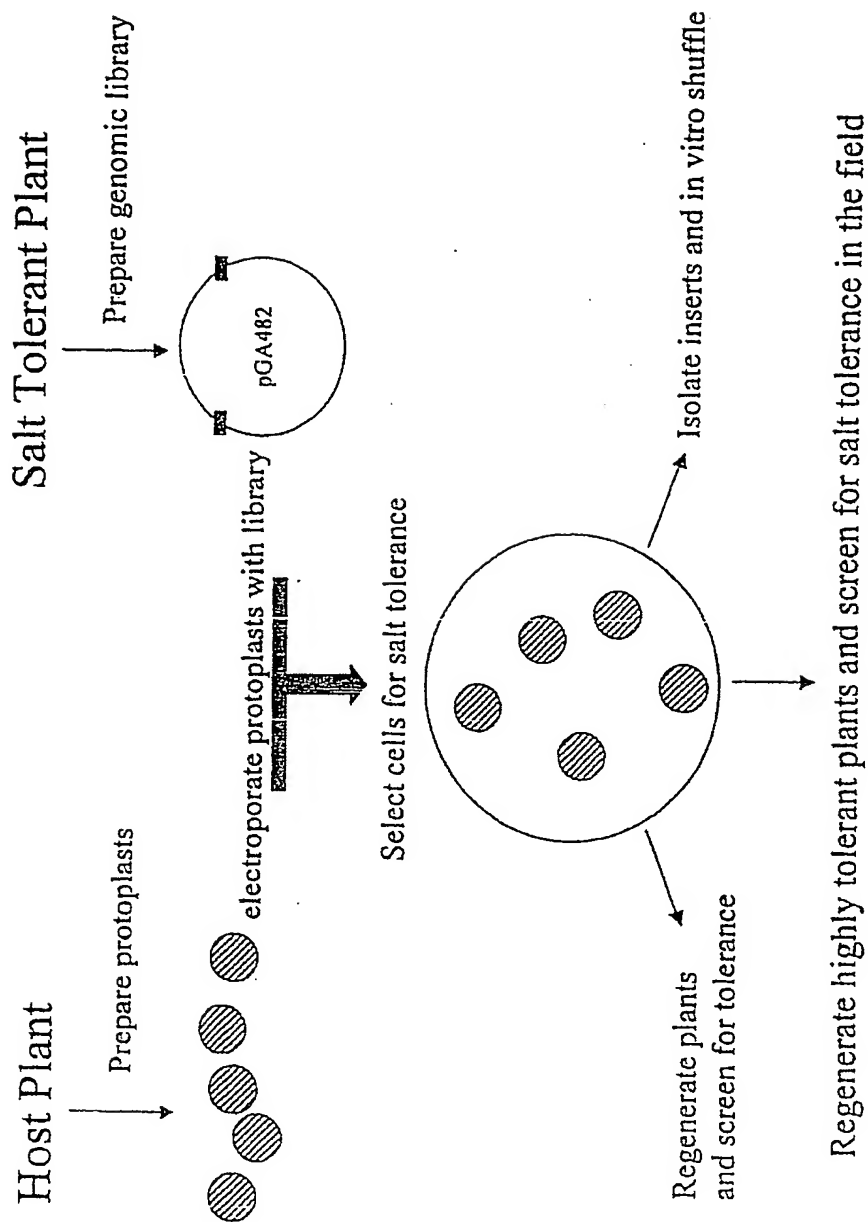 Host Plant
Salt Tolerant Plant
Prepare protoplasts
Prepare genomic library
pGA482
electroporate protoplasts with library
Select cells for salt tolerance
Regenerate plants
and screen for tolerance
Isolate inserts and in vitro shuffle
Regenerate highly tolerant plants and screen for salt tolerance in the field